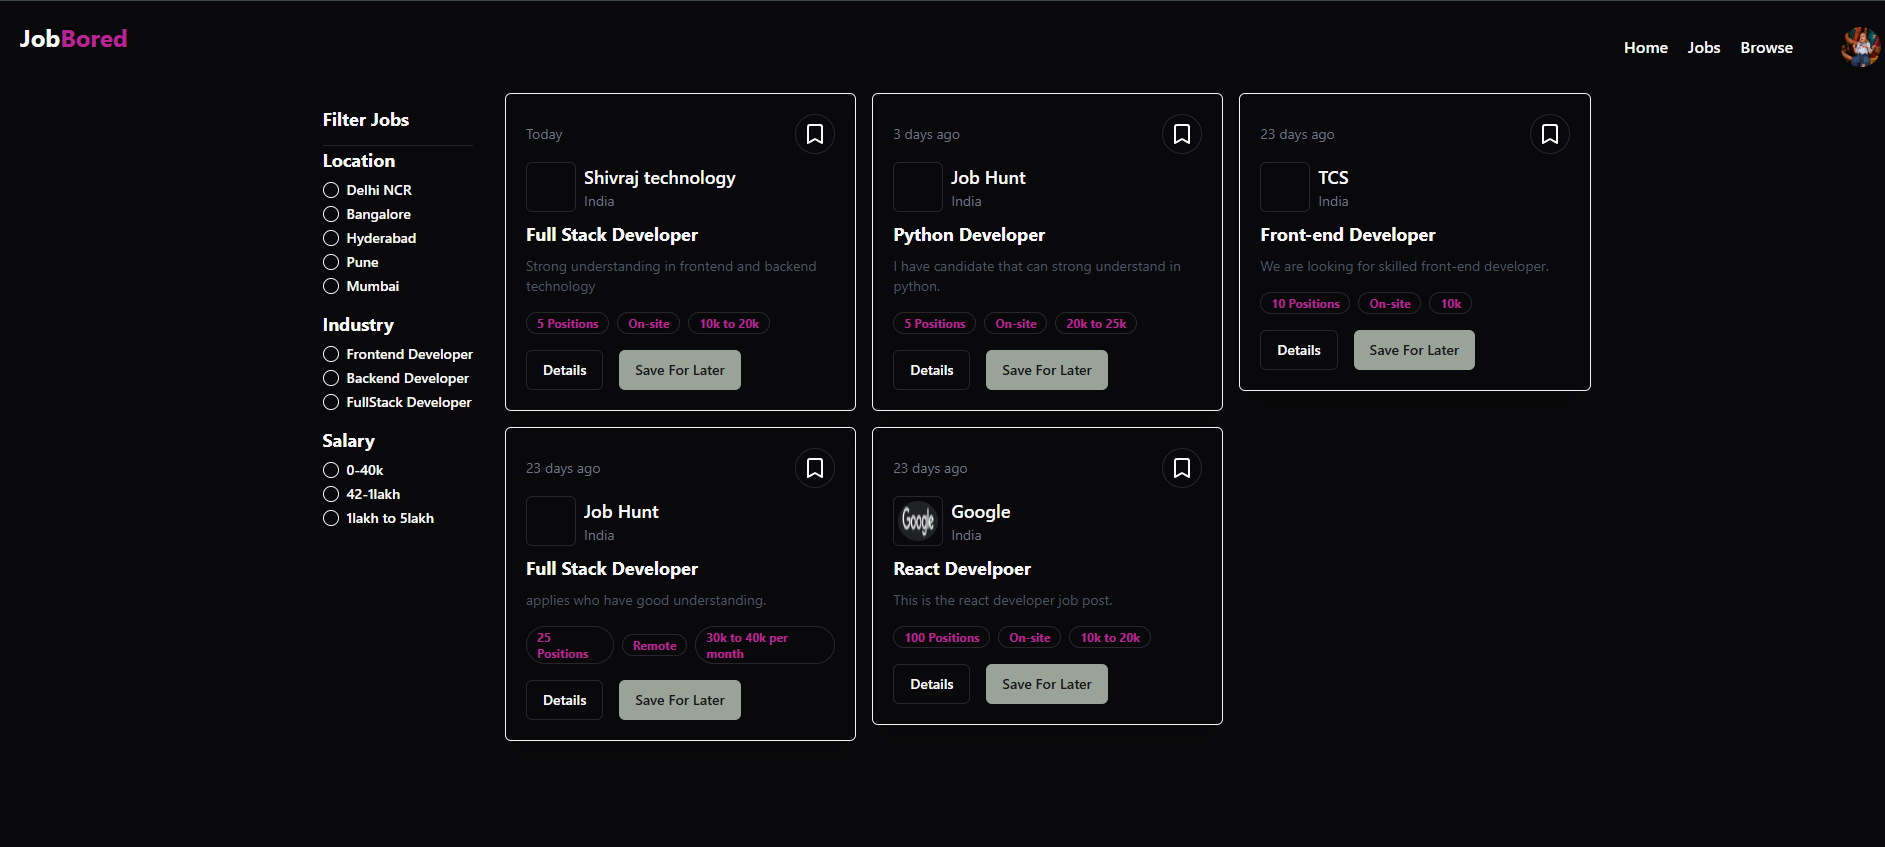 JobBored
Home Jobs Browse
Filter Jobs
Location
Delhi NCR
Bangalore
Hyderabad
Pune
Mumbai
Industry
Frontend Developer
Backend Developer
FullStack Developer
Salary
0-40k
42-1lakh
1lakh to 5lakh
Today
Shivraj technology
India
Full Stack Developer
Strong understanding in frontend and backend
technology
5 Positions On-site 10k to 20k
Details Save For Later
3 days ago
Job Hunt
India
Python Developer
I have candidate that can strong understand in
python.
5 Positions On-site 20k to 25k
Details Save For Later
23 days ago
TCS
India
Front-end Developer
We are looking for skilled front-end developer.
10 Positions On-site 10k
Details Save For Later
23 days ago
Job Hunt
India
Full Stack Developer
applies who have good understanding.
25
Positions
Remote
30k to 40k per
month
Details Save For Later
23 days ago
Google
Google
India
React Develpoer
This is the react developer job post.
100 Positions On-site 10k to 20k
Details Save For Later